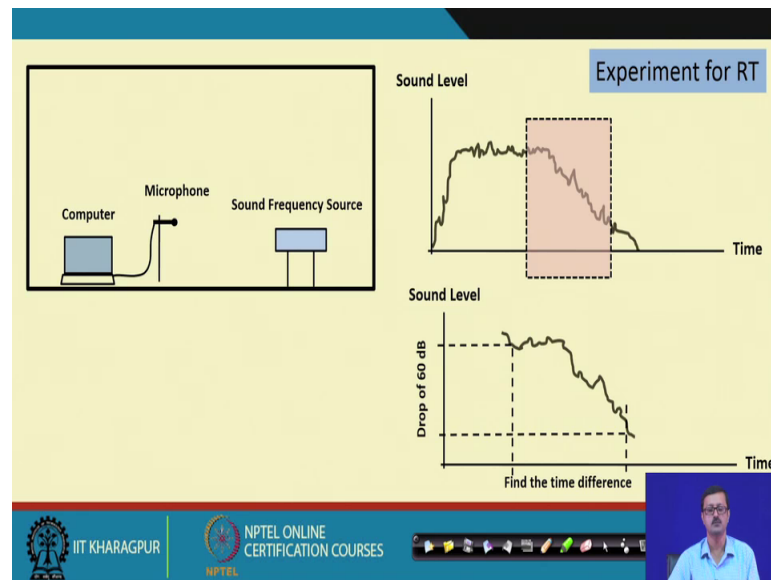 Experiment for RT
Sound Level
Microphone
Computer
Sound Frequency Source
Time
Sound Level
Drop of 60 dB
Time
Find the time difference
IIT KHARAGPUR
NPTEL
NPTEL ONLINE
CERTIFICATION COURSES